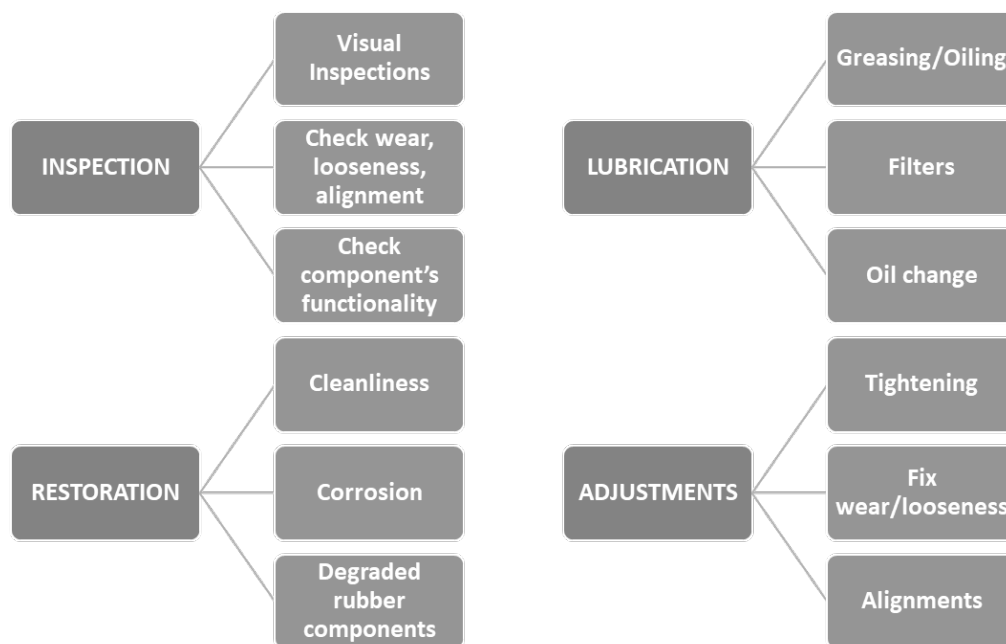 INSPECTION
Visual
Inspections
Check wear,
looseness,
alignment
Check
component’s
functionality
LUBRICATION
Greasing/Oiling
Filters
Oil change
RESTORATION
Cleanliness
Corrosion
Degraded
rubber
components
ADJUSTMENTS
Tightening
Fix
wear/looseness
Alignments